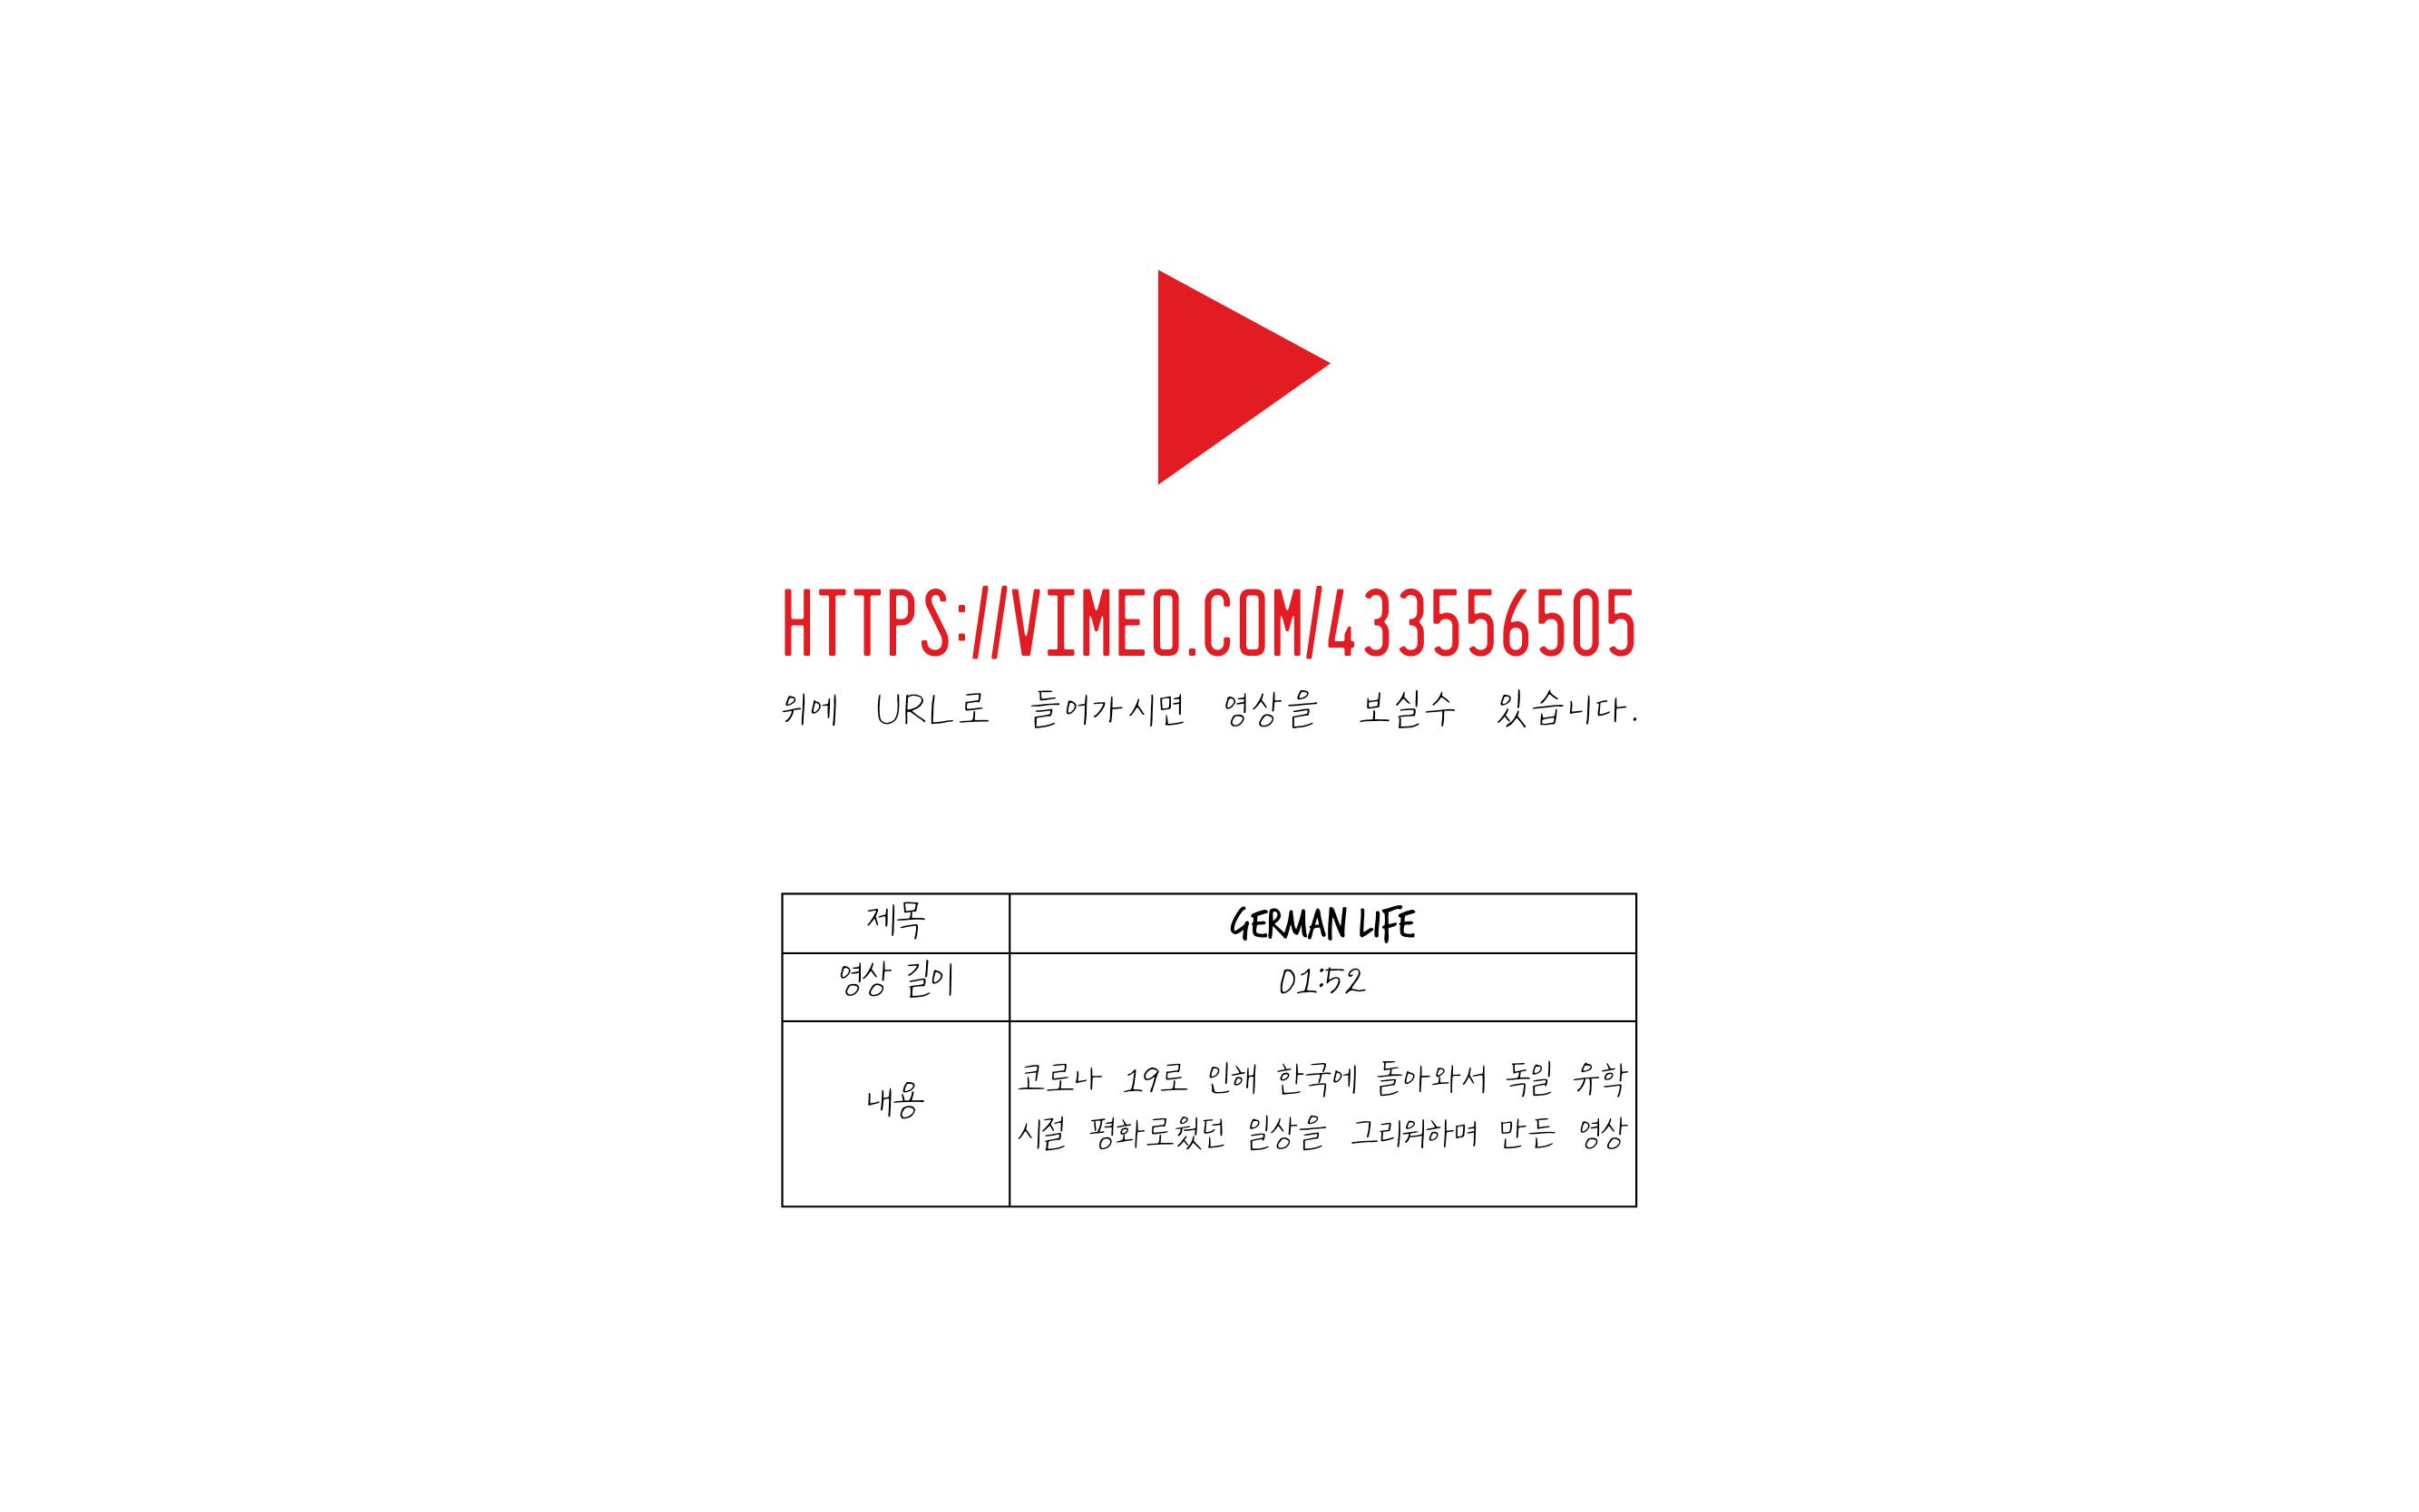 HTTPS://VIMEO.COM/433556505
위에 URL로 들어가시면 영상을 보실수 있습니다.
제목 GERMAN LIFE
영상 길이 01:52
내용
코로나 19로 인해 한국에 돌아와서 독일 유학
시절 평화로웠던 일상을 그리워하며 만든 영상